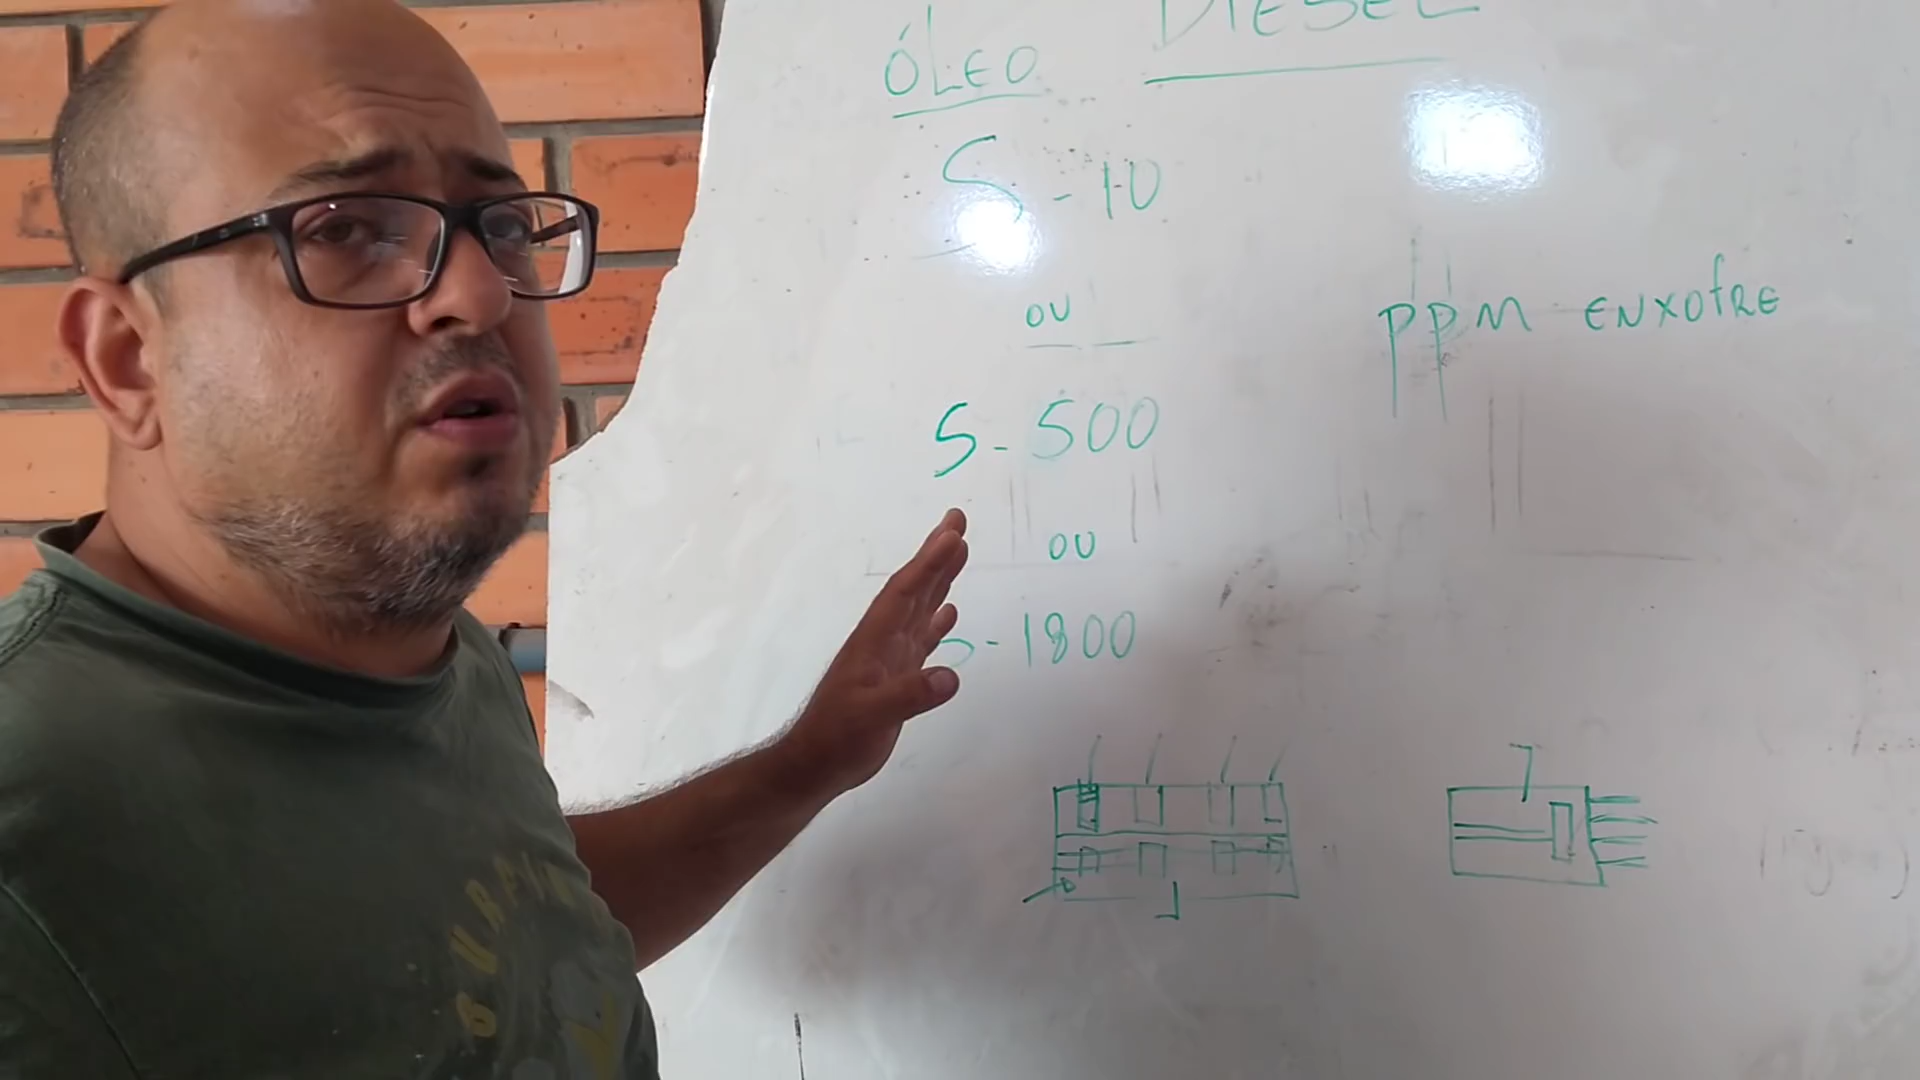 ÓLEO DIESEL
S-10
OU
PPM ENXOFRE
S-500
OU
S-1800